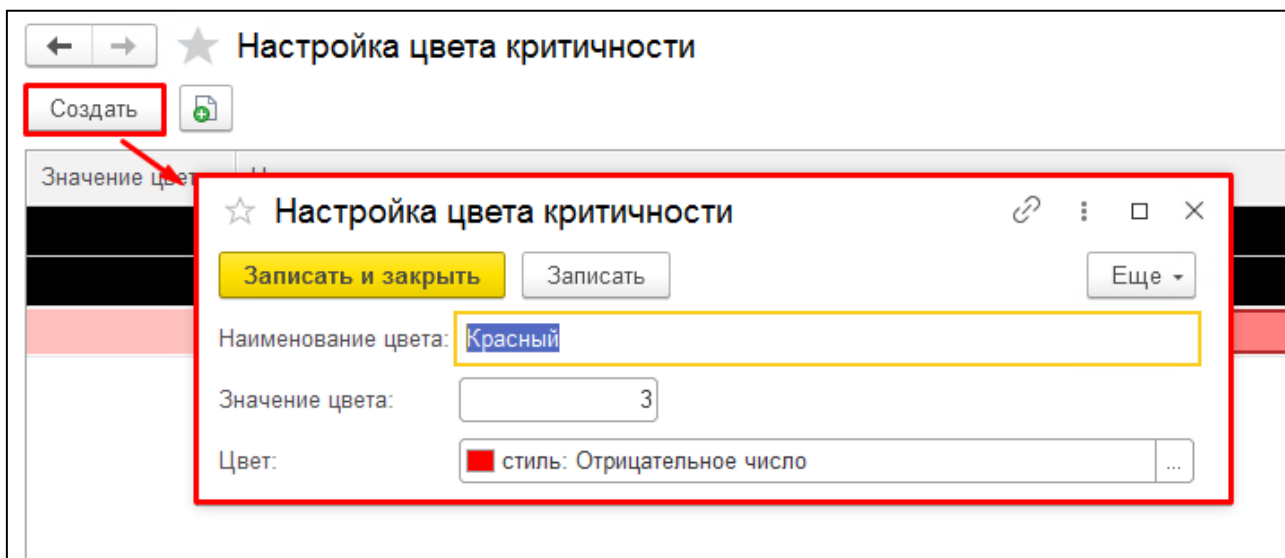 Настройка цвета критичности
Создать
Значение цвет
Настройка цвета критичности
Записать и закрыть Записать Еще
Наименование цвета: Красный
Значение цвета: 3
Цвет: стиль: Отрицательное число ...